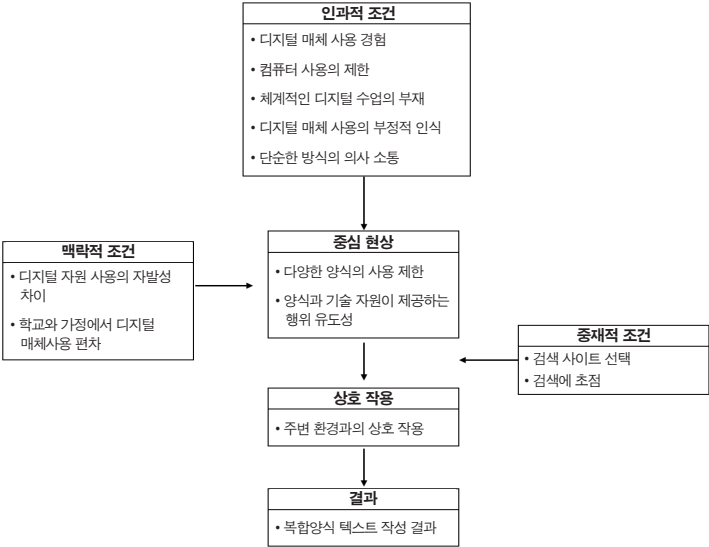 인과적 조건
• 디지털 매체 사용 경험
• 컴퓨터 사용의 제한
• 체계적인 디지털 수업의 부재
• 디지털 매체 사용의 부정적 인식
• 단순한 방식의 의사 소통
맥락적 조건
• 디지털 자원 사용의 자발성
차이
• 학교와 가정에서 디지털
매체사용 편차
중심 현상
• 다양한 양식의 사용 제한
• 양식과 기술 자원이 제공하는
행위 유도성
중재적 조건
• 검색 사이트 선택
• 검색에 초점
상호 작용
• 주변 환경과의 상호 작용
결과
• 복합양식 텍스트 작성 결과